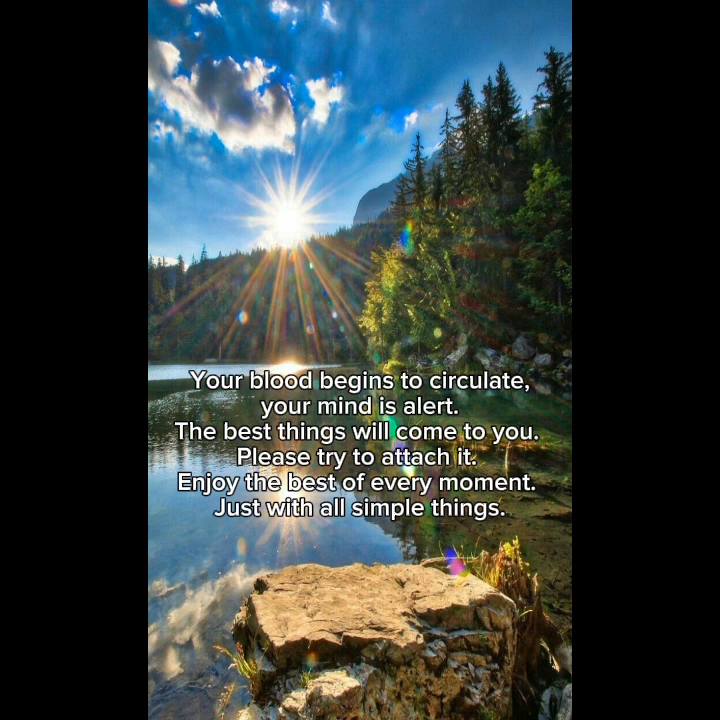 Your blood begins to circulate,
your mind is alert.
The best things will come to you.
Please try to attach it.
Enjoy the best of every moment.
Just with all simple things.